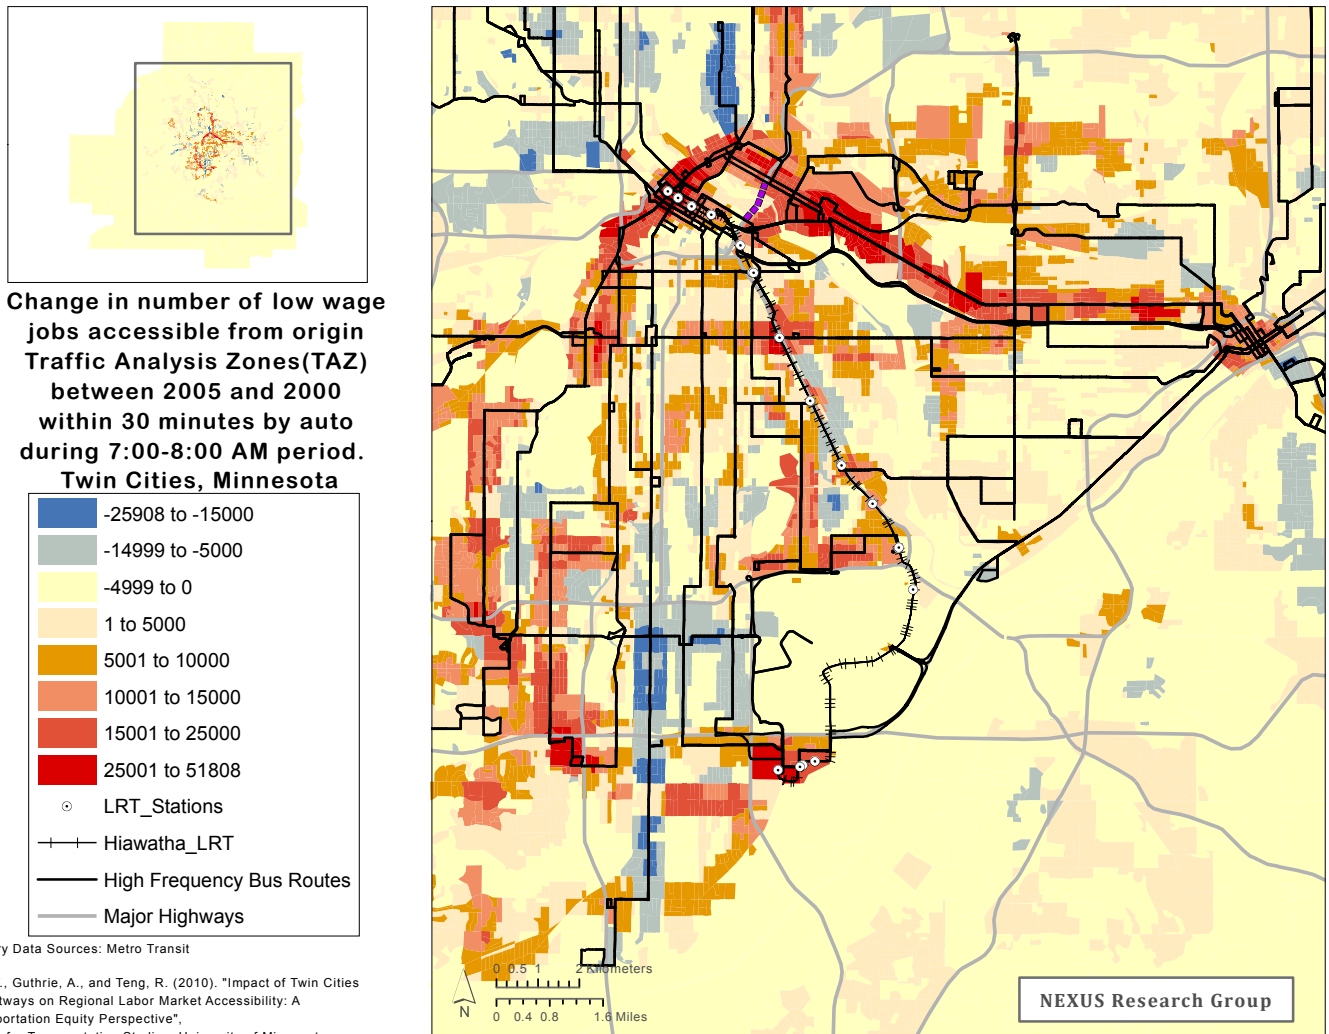 Change in number of low wage
jobs accessible from origin
Traffic Analysis Zones(TAZ)
between 2005 and 2000
within 30 minutes by auto
during 7:00-8:00 AM period.
Twin Cities, Minnesota
-25908 to -15000
-14999 to -5000
-4999 to 0
1 to 5000
5001 to 10000
10001 to 15000
15001 to 25000
25001 to 51808
LRT_Stations
Hiawatha_LRT
High Frequency Bus Routes
Major Highways
ry Data Sources: Metro Transit
., Guthrie, A., and Teng, R. (2010). "Impact of Twin Cities
tways on Regional Labor Market Accessibility: A
portation Equity Perspective",
N
0 0.5 1 2 Kilometers
0 0.4 0.8 1.6 Miles
NEXUS Research Group